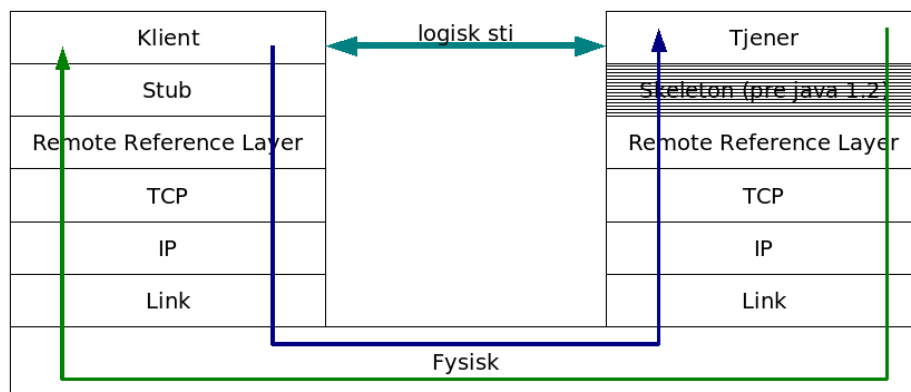 Klient
logisk sti
Tjener
Stub
Skeleton (pre java 1.2)
Remote Reference Layer
Remote Reference Layer
TCP
TCP
IP
IP
Link
Link
Fysisk